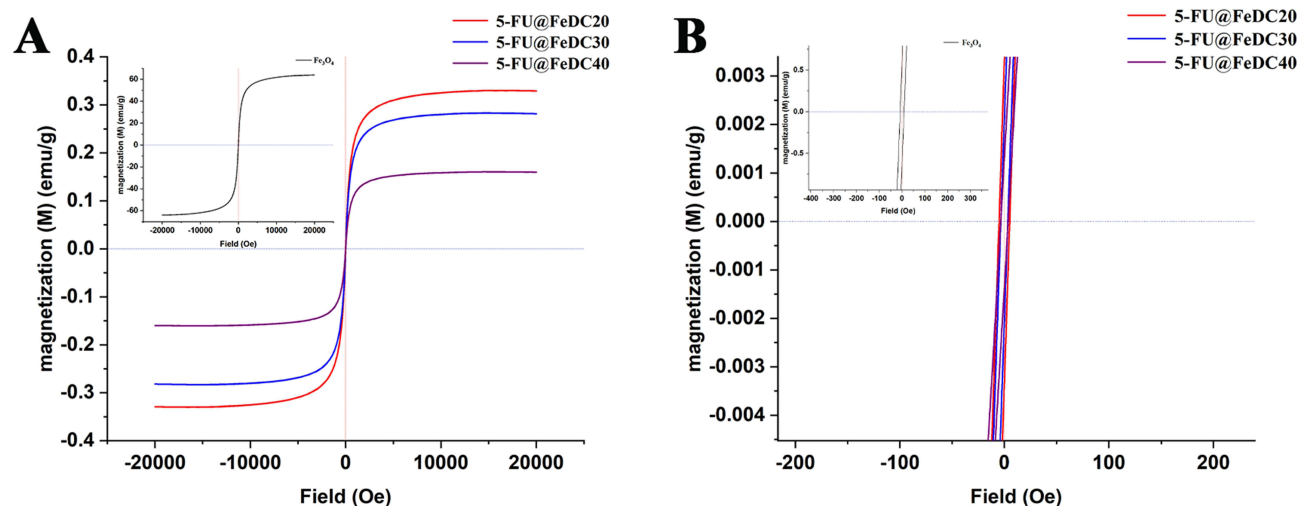 A
5-FU@FeDC20
5-FU@FeDC30
5-FU@FeDC40
0.4
0.3
0.2
0.1
0.0
-0.1
-0.2
-0.3
-0.4
magnetization (M) (emu/g)
-20000 -10000 0 10000 20000
Field (Oe)
Fe₃O₄
60
40
20
0
-20
-40
-60
magnetization (M) (emu/g)
-20000 -10000 0 10000 20000
Field (Oe)
B
5-FU@FeDC20
5-FU@FeDC30
5-FU@FeDC40
0.003
0.002
0.001
0.000
-0.001
-0.002
-0.003
-0.004
magnetization (M) (emu/g)
-200 -100 0 100 200
Field (Oe)
Fe₃O₄
0.5
0.0
-0.5
magnetization (M) (emu/g)
-400 -300 -200 -100 0 100 200 300
Field (Oe)